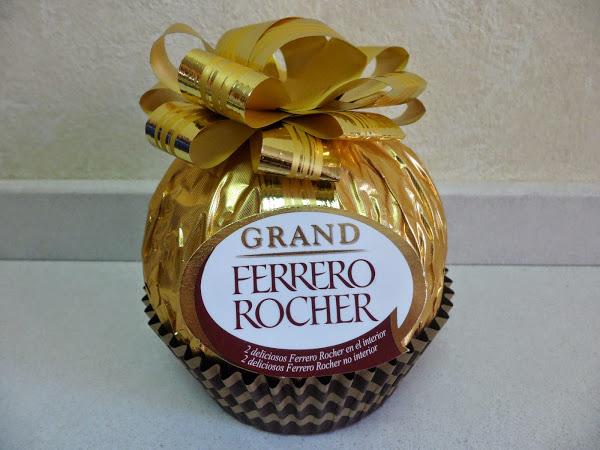 GRAND
FERRERO
ROCHER
2 deliciosos Ferrero Rocher en el interior
2 deliciosos Ferrero Rocher no interior